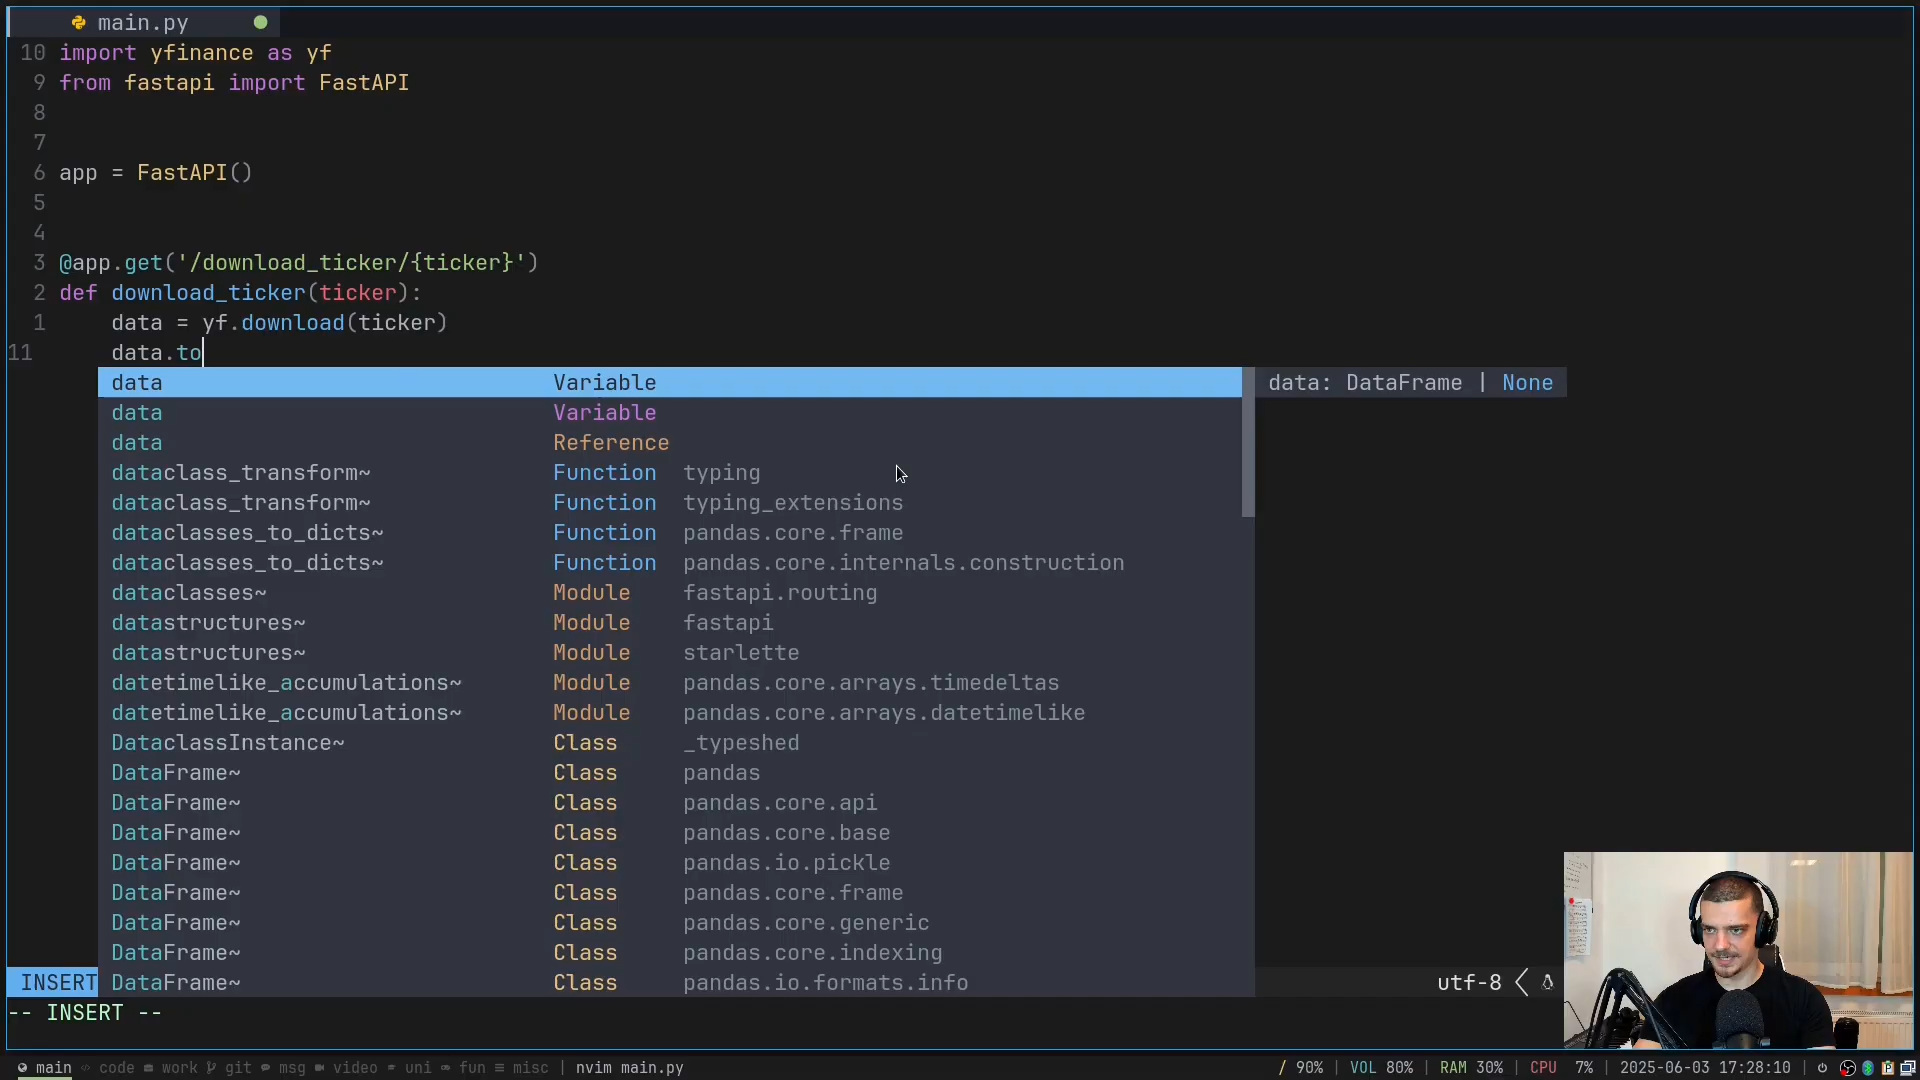 main.py
10 import yfinance as yf
9 from fastapi import FastAPI
8
7
6 app = FastAPI()
5
4
3 @app.get('/download_ticker/{ticker}')
2 def download_ticker(ticker):
1 data = yf.download(ticker)
11 data.to
data Variable data: DataFrame | None
data Variable
data Reference
dataclass_transform~ Function typing
dataclass_transform~ Function typing_extensions
dataclasses_to_dicts~ Function pandas.core.frame
dataclasses_to_dicts~ Function pandas.core.internals.construction
dataclasses~ Module fastapi.routing
datastructures~ Module fastapi
datastructures~ Module starlette
datetimelike_accumulations~ Module pandas.core.arrays.timedeltas
datetimelike_accumulations~ Module pandas.core.arrays.datetimelike
DataclassInstance~ Class _typeshed
DataFrame~ Class pandas
DataFrame~ Class pandas.core.api
DataFrame~ Class pandas.core.base
DataFrame~ Class pandas.io.pickle
DataFrame~ Class pandas.core.frame
DataFrame~ Class pandas.core.generic
DataFrame~ Class pandas.core.indexing
INSERT DataFrame~ Class pandas.io.formats.info utf-8
-- INSERT --
main code work git msg video uni fun misc | nvim main.py / 90% | VOL 80% | RAM 30% | CPU 7% | 2025-06-03 17:28:10 |